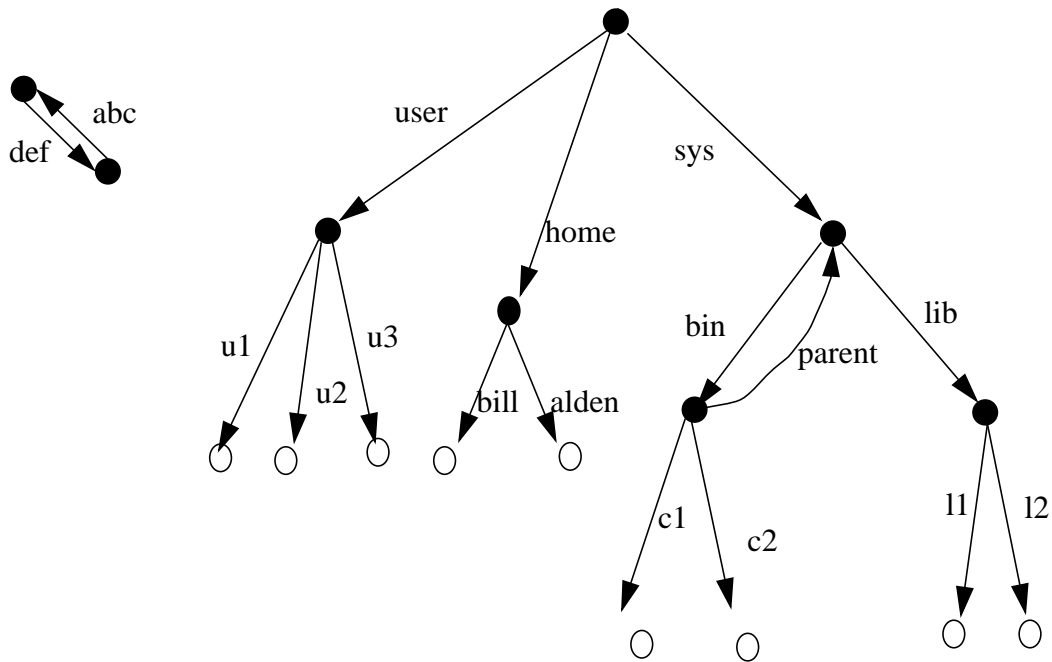 user
abc
def
sys
home
u1
u3
u2
bill
alden
bin
parent
lib
c1
c2
l1
l2